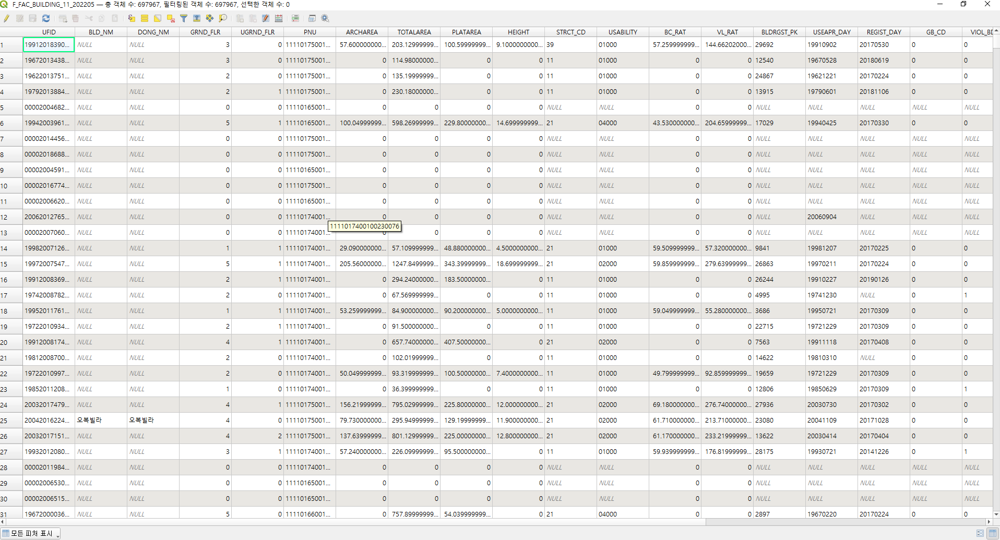 F_FAC_BUILDING_11_202205 — 총 객체 수: 697967, 필터링된 객체 수: 697967, 선택한 객체 수: 0
UFID BLD_NM DONG_NM GRND_FLR UGRND_FLR PNU ARCHAREA TOTALAREA PLATAREA HEIGHT STRCT_CD USABILITY BC_RAT VL_RAT BLDRGST_PK USEAPR_DAY REGIST_DAY GB_CD VIOL_BD
1 19912018390... NULL NULL 3 0 11110175001... 57.600000000... 203.12999999... 100.59999999... 9.1000000000... 39 01000 57.259999999... 144.66202000... 29692 19910902 20170530 0 0
2 19672013438... NULL NULL 3 0 11110175001... 0 114.98000000... 0 0 11 01000 0 0 12540 19670528 20180619 0 0
3 19622013751... NULL NULL 2 0 11110175001... 0 135.19999999... 0 0 11 01000 0 0 24867 19621221 20170224 0 0
4 19792013884... NULL NULL 2 1 11110175001... 0 230.18000000... 0 0 11 01000 0 0 13915 19790601 20181106 0 0
5 00002004682... NULL NULL 0 0 11110165001... 0 0 0 0 NULL NULL 0 0 NULL NULL NULL NULL NULL
6 19942003961... NULL NULL 5 1 11110165001... 100.04999999... 598.26999999... 229.80000000... 14.699999999... 21 04000 43.530000000... 204.65999999... 17029 19940425 20170330 0 0
7 00002014456... NULL NULL 0 0 11110175001... 0 0 0 0 NULL NULL 0 0 NULL NULL NULL NULL NULL
8 00002018688... NULL NULL 0 0 11110175001... 0 0 0 0 NULL NULL 0 0 NULL NULL NULL NULL NULL
9 00002004591... NULL NULL 0 0 11110165001... 0 0 0 0 NULL NULL 0 0 NULL NULL NULL NULL NULL
10 00002016774... NULL NULL 0 0 11110175001... 0 0 0 0 NULL NULL 0 0 NULL NULL NULL NULL NULL
11 00002006620... NULL NULL 0 0 11110165001... 0 0 0 0 NULL NULL 0 0 NULL NULL NULL NULL NULL
12 20062012765... NULL NULL 0 0 11110174001... 0 0 0 0 NULL NULL 0 0 NULL 20060904 NULL NULL NULL
1111017400100230076
13 00002007060... NULL NULL 0 0 11110174001... 0 0 0 0 NULL NULL 0 0 NULL NULL NULL NULL NULL
14 19982007126... NULL NULL 1 1 11110174001... 29.090000000... 57.109999999... 48.880000000... 4.5000000000... 21 01000 59.509999999... 57.320000000... 9841 19981207 20170225 0 0
15 19972007547... NULL NULL 5 1 11110174001... 205.56000000... 1247.8499999... 343.39999999... 18.699999999... 21 02000 59.859999999... 279.63999999... 26863 19970211 20170224 0 0
16 19912008369... NULL NULL 2 1 11110174001... 0 294.24000000... 183.50000000... 0 11 01000 0 0 26244 19910227 20190126 0 0
17 19742008782... NULL NULL 2 0 11110174001... 0 67.569999999... 0 0 11 01000 0 0 4995 19741230 NULL 0 1
18 19952011761... NULL NULL 1 1 11110174001... 53.259999999... 84.900000000... 90.200000000... 5.0000000000... 11 01000 59.049999999... 55.280000000... 3686 19950721 20170309 0 0
19 19722010934... NULL NULL 2 1 11110174001... 0 91.500000000... 0 0 11 01000 0 0 22715 19721229 20170309 0 0
20 19912008174... NULL NULL 4 1 11110174001... 0 657.74000000... 407.50000000... 0 21 02000 0 0 7563 19911118 20170408 0 0
21 19812008700... NULL NULL 2 0 11110174001... 0 102.01999999... 0 0 11 01000 0 0 14622 19810310 NULL 0 0
22 19722010997... NULL NULL 2 0 11110174001... 50.049999999... 93.319999999... 100.50000000... 7.4000000000... 11 01000 49.799999999... 92.859999999... 19659 19721229 20170309 0 0
23 19852011208... NULL NULL 1 0 11110174001... 0 36.399999999... 0 0 11 01000 0 0 12806 19850629 20170309 0 1
24 20032017479... NULL NULL 4 1 11110175001... 156.21999999... 795.02999999... 225.80000000... 12.000000000... 21 02000 69.180000000... 276.74000000... 27936 20030730 20170302 0 0
25 20042016224... 오복빌라 오복빌라 4 0 11110175001... 79.730000000... 295.94999999... 129.19999999... 11.900000000... 21 02000 61.710000000... 213.71000000... 23080 20041109 20171028 0 0
26 20032017151... NULL NULL 4 2 11110175001... 137.63999999... 801.12999999... 225.00000000... 12.800000000... 21 02000 61.170000000... 233.21999999... 13622 20030414 20170404 0 0
27 19932012080... NULL NULL 3 1 11110174001... 57.240000000... 226.09999999... 95.500000000... 0 11 01000 59.939999999... 176.81999999... 28175 19930721 20141226 0 1
28 00002011984... NULL NULL 0 0 11110174001... 0 0 0 0 NULL NULL 0 0 NULL NULL NULL NULL NULL
29 00002006530... NULL NULL 0 0 11110165001... 0 0 0 0 NULL NULL 0 0 NULL NULL NULL NULL NULL
30 00002006515... NULL NULL 0 0 11110165001... 0 0 0 0 NULL NULL 0 0 NULL NULL NULL NULL NULL
31 19672000036... NULL NULL 5 0 11110166001... 0 757.89999999... 54.039999999... 0 21 04000 0 0 2897 19670220 20170224 0 0
모든 피처 표시